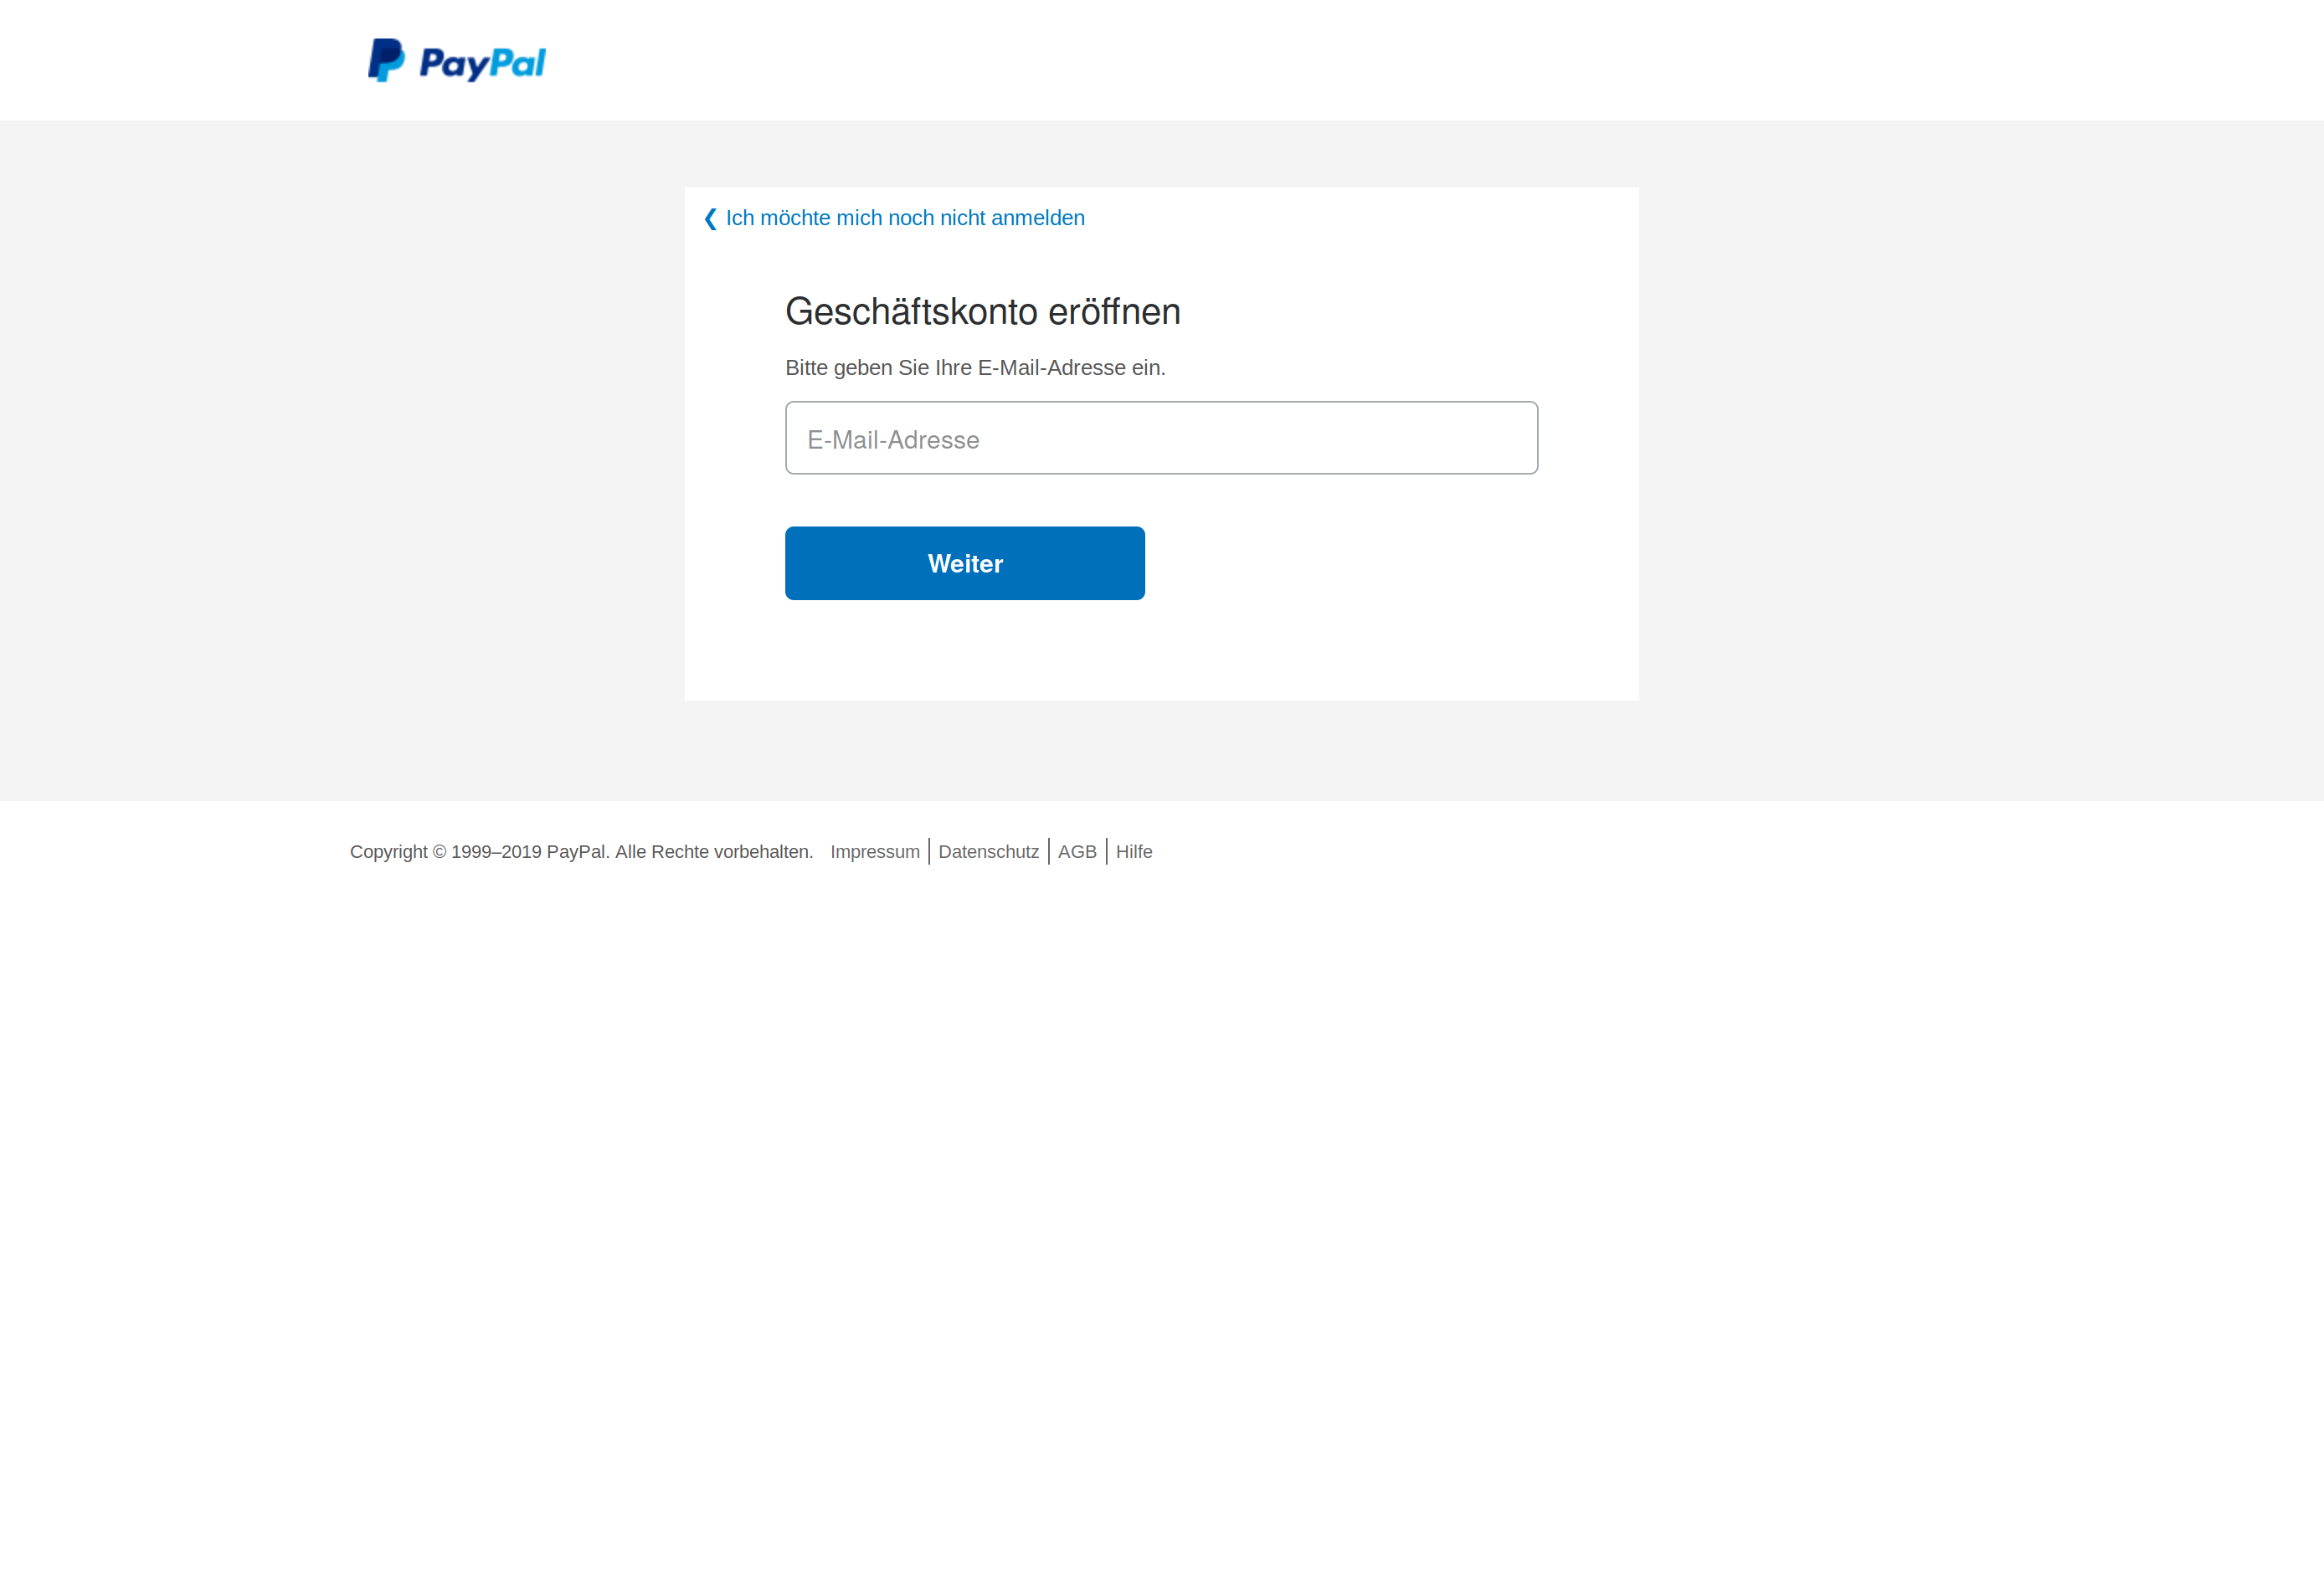 PayPal
❮ Ich möchte mich noch nicht anmelden
Geschäftskonto eröffnen
Bitte geben Sie Ihre E-Mail-Adresse ein.
E-Mail-Adresse
Weiter
Copyright © 1999–2019 PayPal. Alle Rechte vorbehalten. Impressum Datenschutz AGB Hilfe